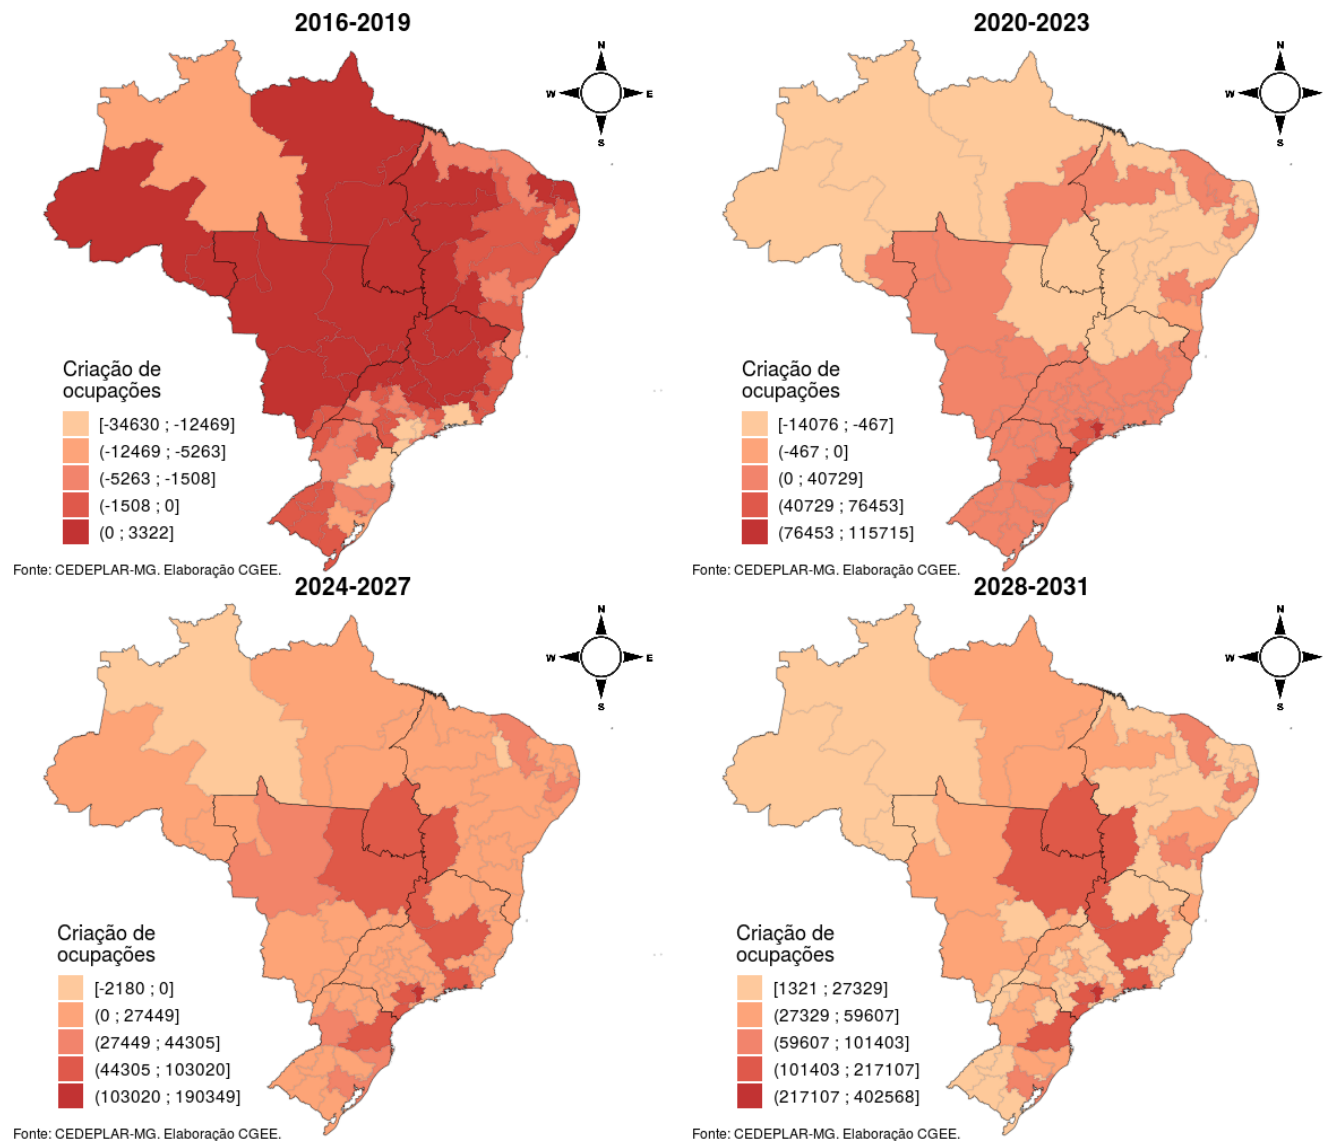 2016-2019
N
W
E
S
Criação de
ocupações
[-34630 ; -12469]
(-12469 ; -5263]
(-5263 ; -1508]
(-1508 ; 0]
(0 ; 3322]
Fonte: CEDEPLAR-MG. Elaboração CGEE.
2020-2023
N
W
S
Criação de
ocupações
[-14076 ; -467]
(-467 ; 0]
(0 ; 40729]
(40729 ; 76453]
(76453 ; 115715]
Fonte: CEDEPLAR-MG. Elaboração CGEE.
2024-2027
N
W
E
S
Criação de
ocupações
[-2180 ; 0]
(0 ; 27449]
(27449 ; 44305]
(44305 ; 103020]
(103020 ; 190349]
Fonte: CEDEPLAR-MG. Elaboração CGEE.
2028-2031
N
W
S
Criação de
ocupações
[1321 ; 27329]
(27329 ; 59607]
(59607 ; 101403]
(101403 ; 217107]
(217107 ; 402568]
Fonte: CEDEPLAR-MG. Elaboração CGEE.